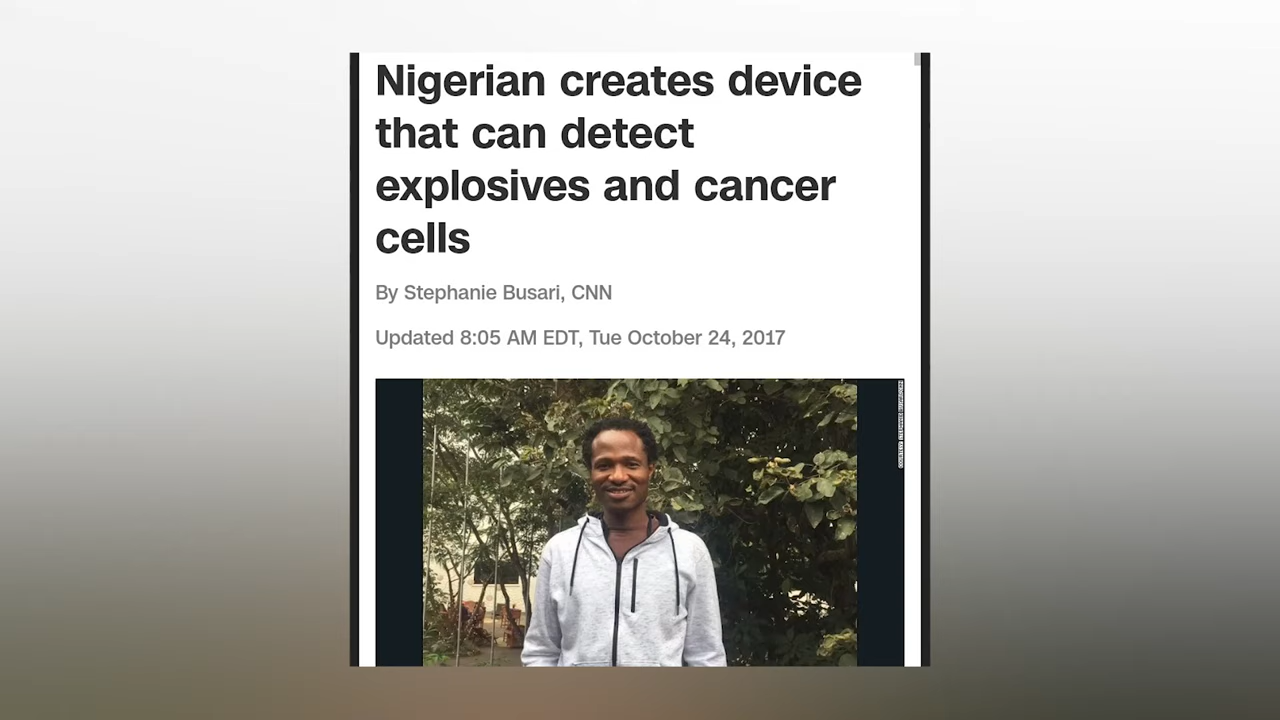 Nigerian creates device
that can detect
explosives and cancer
cells
By Stephanie Busari, CNN
Updated 8:05 AM EDT, Tue October 24, 2017